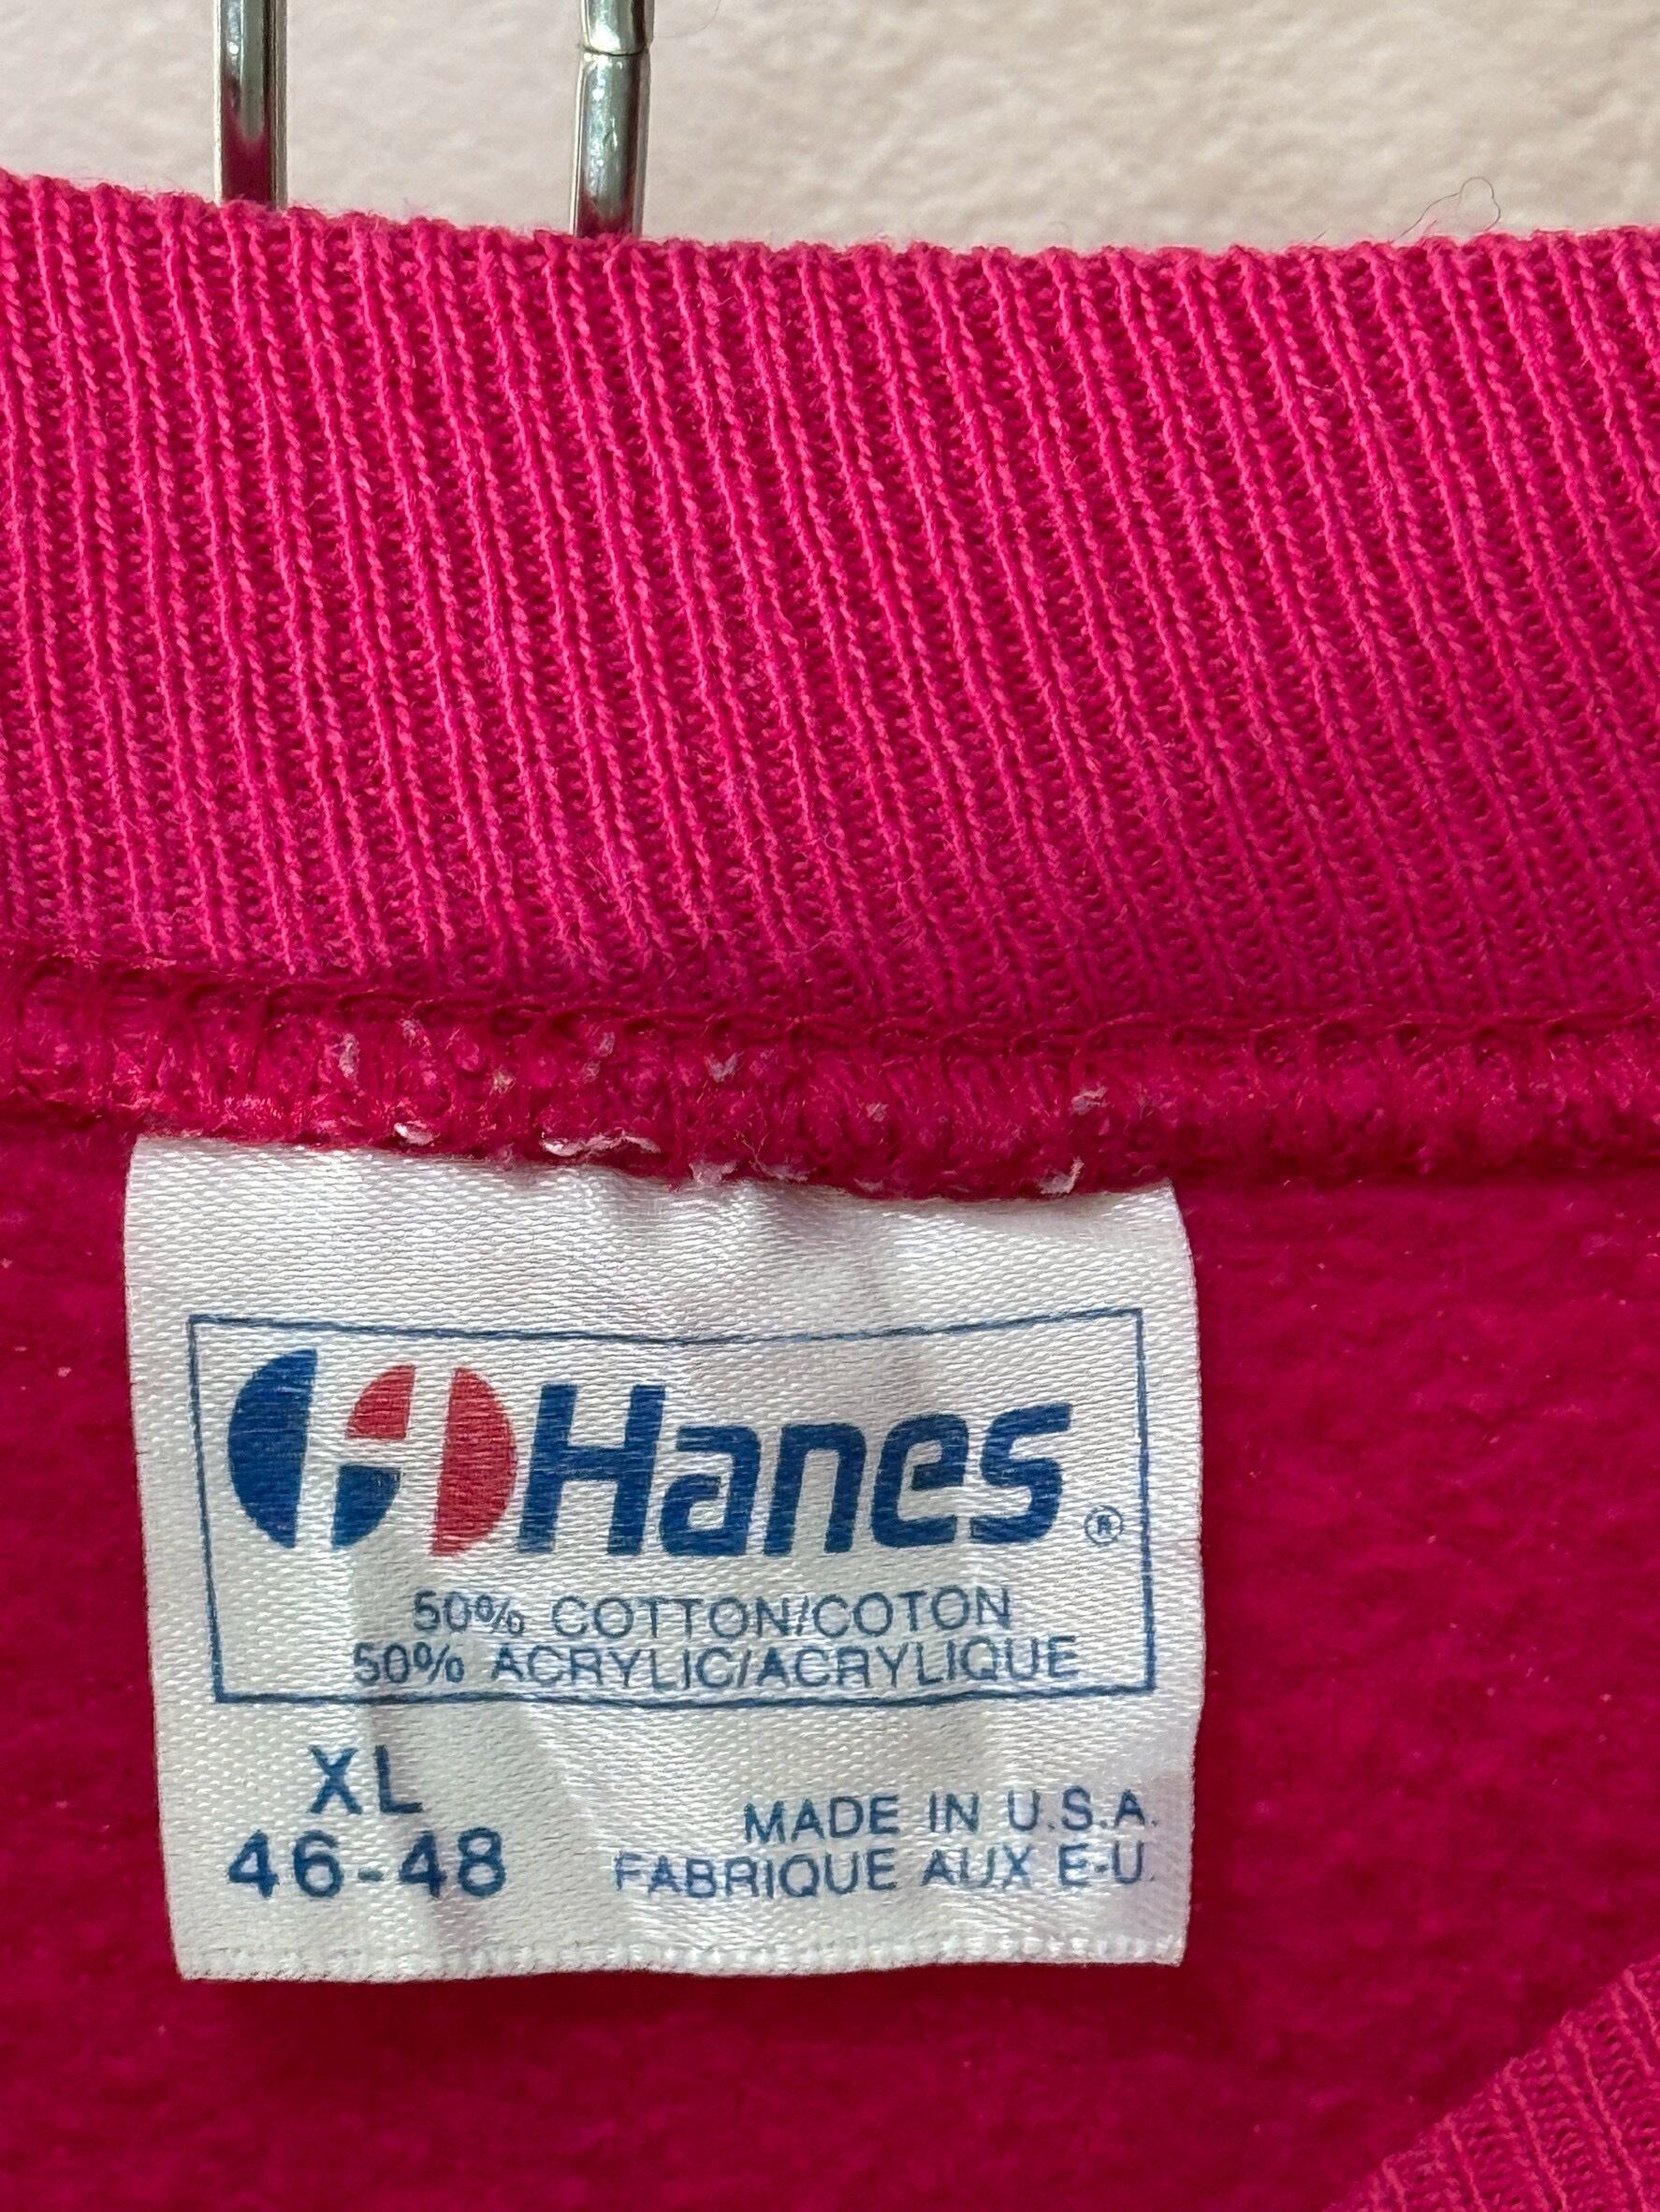 Hanes ®
50% COTTON/COTON
50% ACRYLIC/ACRYLIQUE
XL
46-48
MADE IN U.S.A.
FABRIQUE AUX E-U.